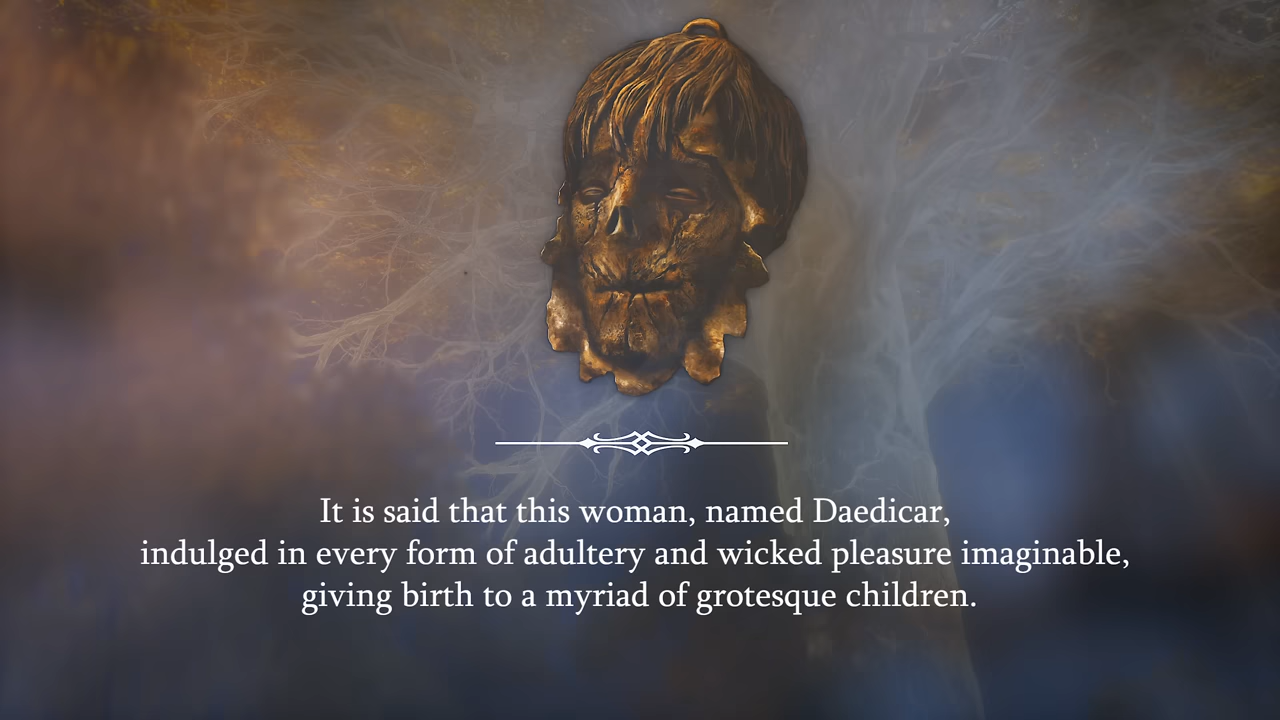 It is said that this woman, named Daedicar,
indulged in every form of adultery and wicked pleasure imaginable,
giving birth to a myriad of grotesque children.